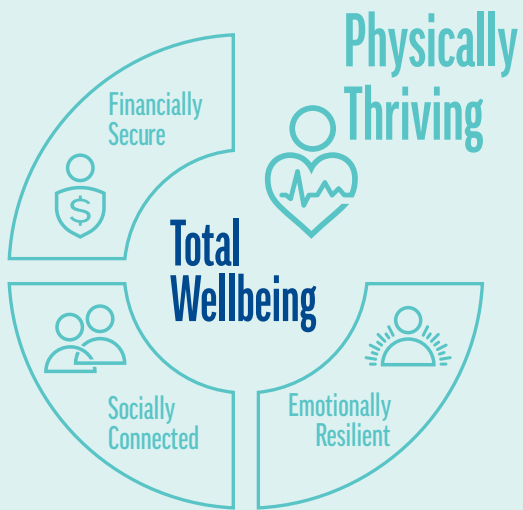 Physically
Thriving
Financially
Secure
$
Total
Wellbeing
Socially
Connected
Emotionally
Resilient